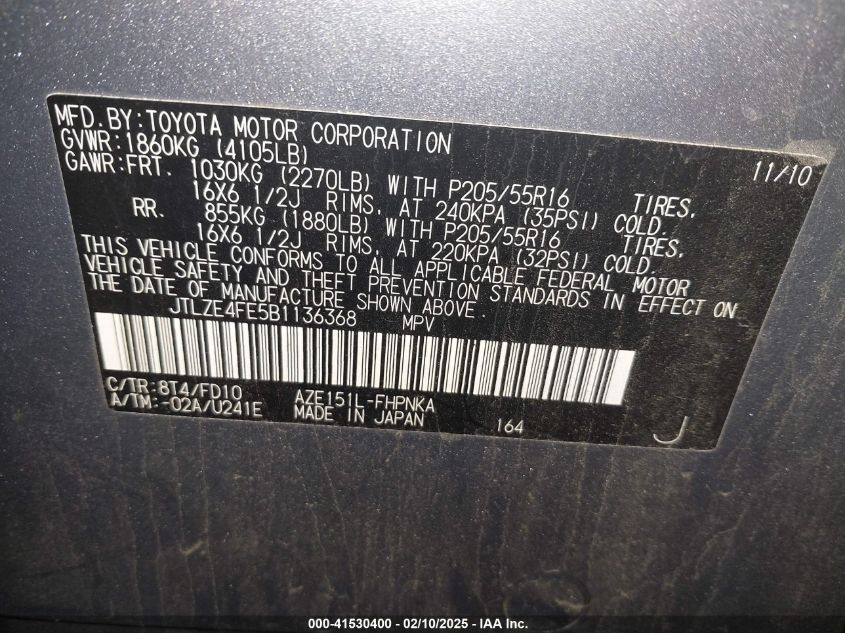 MFD.BY:TOYOTA MOTOR CORPORATION 11/10
GVWR:1860KG (4105LB)
GAWR:FRT. 1030KG (2270LB) WITH P205/55R16 TIRES,
16X6 1/2J RIMS, AT 240KPA (35PSI) COLD.
RR. 855KG (1880LB) WITH P205/55R16 TIRES,
16X6 1/2J RIMS, AT 220KPA (32PSI) COLD.
THIS VEHICLE CONFORMS TO ALL APPLICABLE FEDERAL MOTOR
VEHICLE SAFETY AND THEFT PREVENTION STANDARDS IN EFFECT ON
THE DATE OF MANUFACTURE SHOWN ABOVE.
JTLZE4FE5B1136368 MPV
C/TR:8T4/FD10 AZE151L-FHPNKA
A/TM:-02A/U241E MADE IN JAPAN 164 J
000-41530400 - 02/10/2025 - IAA Inc.